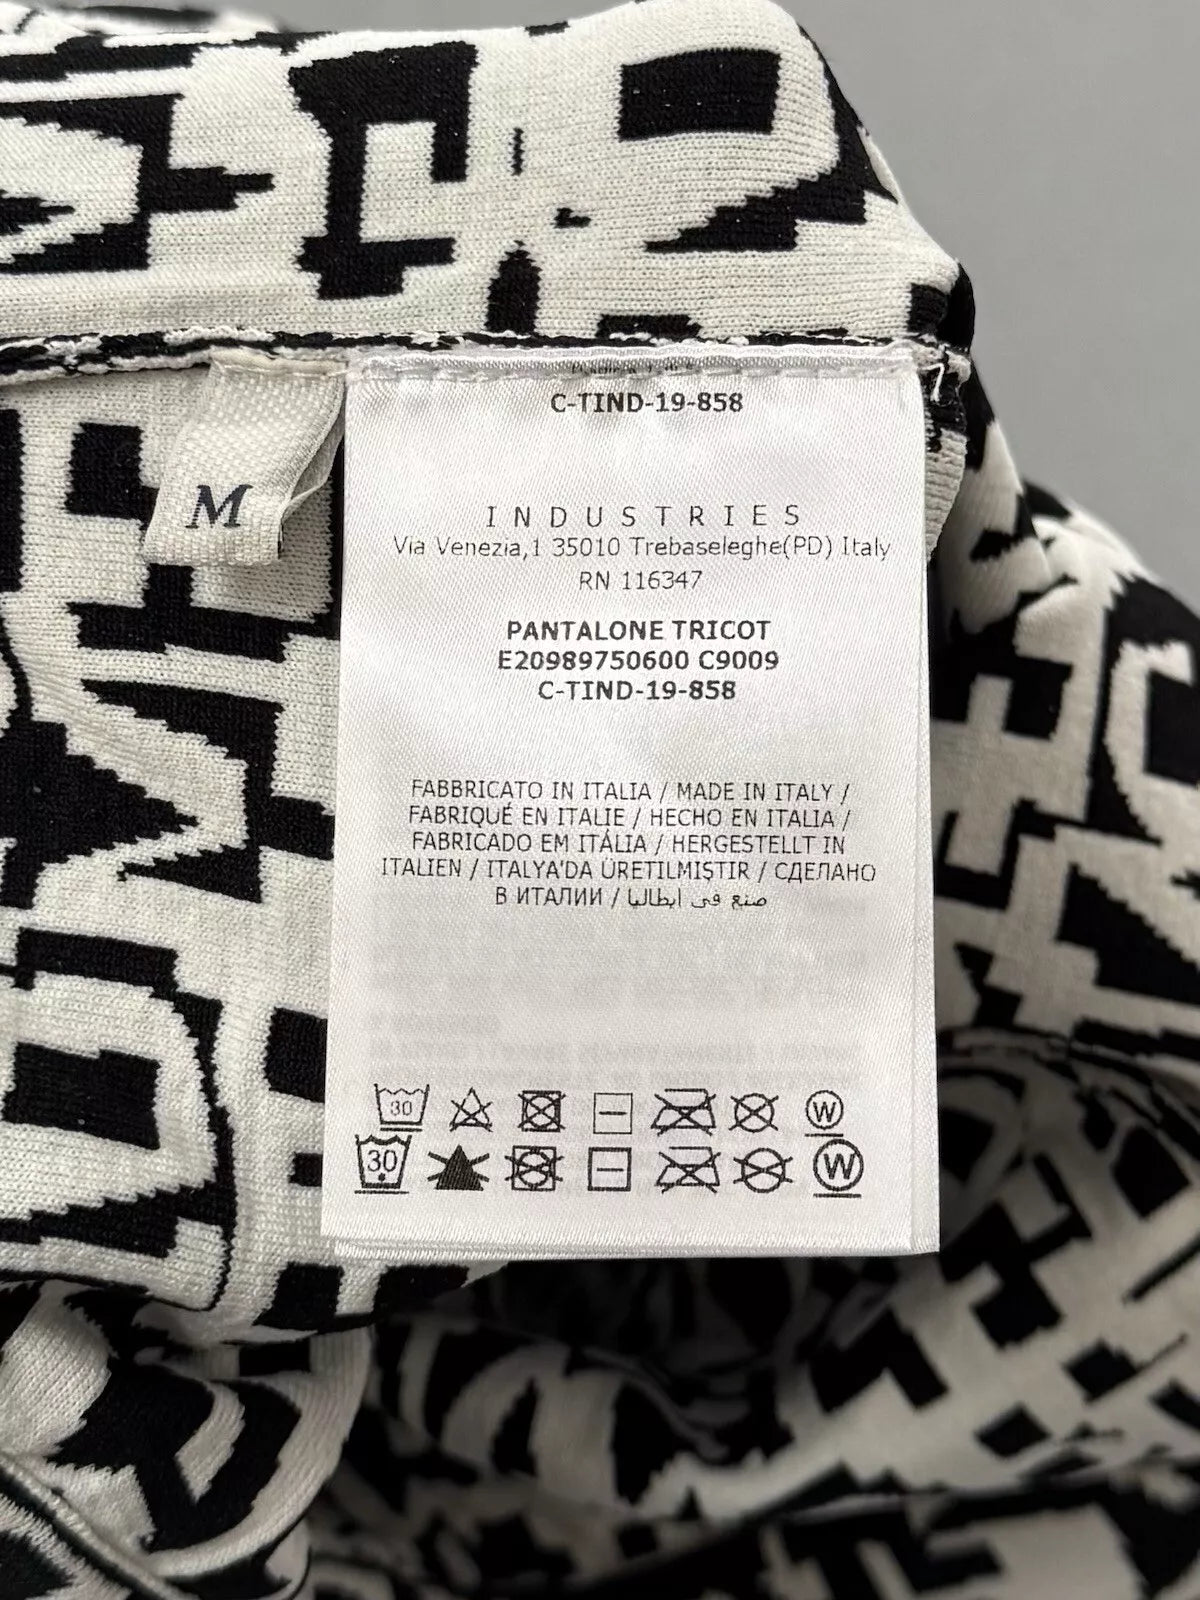 C-TIND-19-858
M
INDUSTRIES
Via Venezia,1 35010 Trebaseleghe(PD) Italy
RN 116347
PANTALONE TRICOT
E20989750600 C9009
C-TIND-19-858
FABBRICATO IN ITALIA / MADE IN ITALY /
FABRIQUÉ EN ITALIE / HECHO EN ITALIA /
FABRICADO EM ITÁLIA / HERGESTELLT IN
ITALIEN / ITALYA'DA ÜRETILMIŞTIR / СДЕЛАНО
В ИТАЛИИ / صنع في ايطاليا
30 W
30 W